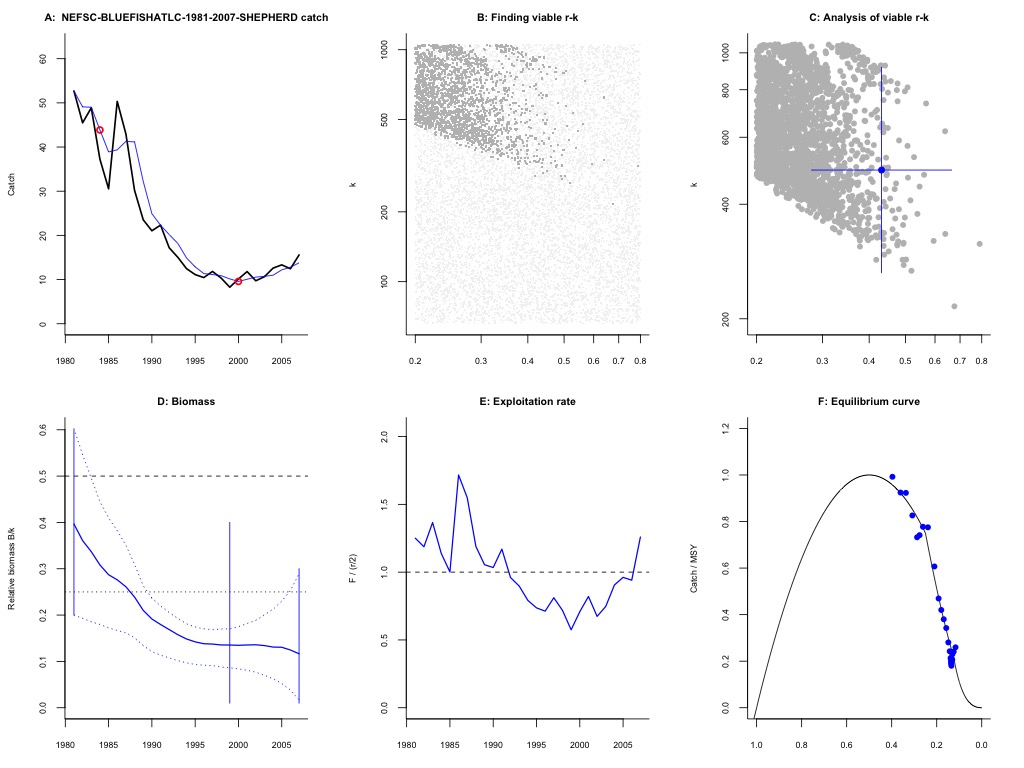 A: NEFSC-BLUEFISHATLC-1981-2007-SHEPHERD catch
Catch
0 10 20 30 40 50 60
1980 1985 1990 1995 2000 2005
B: Finding viable r-k
k
100 200 500 1000
0.2 0.3 0.4 0.5 0.6 0.7 0.8
C: Analysis of viable r-k
k
200 400 600 800 1000
0.2 0.3 0.4 0.5 0.6 0.7 0.8
D: Biomass
Relative biomass B/k
0.0 0.1 0.2 0.3 0.4 0.5 0.6
1980 1985 1990 1995 2000 2005
E: Exploitation rate
F / (r/2)
0.0 0.5 1.0 1.5 2.0
1980 1985 1990 1995 2000 2005
F: Equilibrium curve
Catch / MSY
0.0 0.2 0.4 0.6 0.8 1.0 1.2
1.0 0.8 0.6 0.4 0.2 0.0